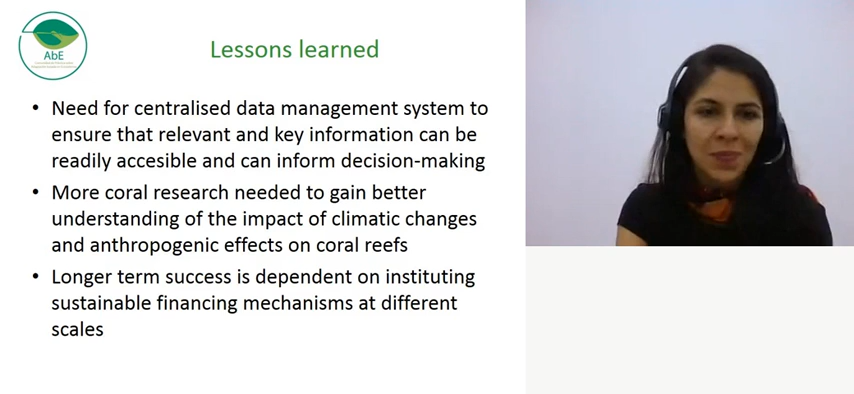 AbE
Lessons learned
• Need for centralised data management system to
ensure that relevant and key information can be
readily accesible and can inform decision-making
• More coral research needed to gain better
understanding of the impact of climatic changes
and anthropogenic effects on coral reefs
• Longer term success is dependent on instituting
sustainable financing mechanisms at different
scales